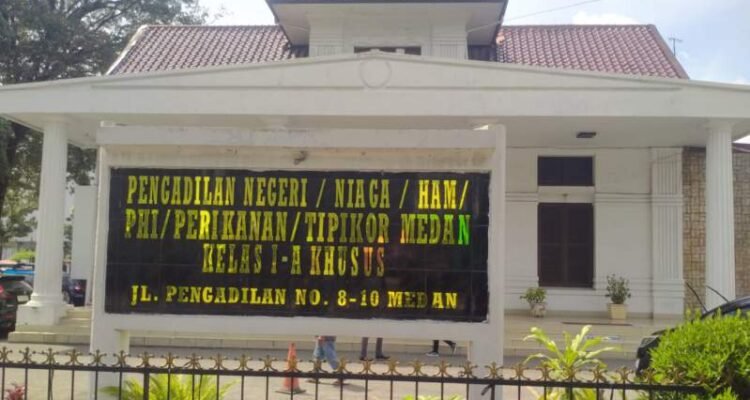 PENGADILAN NEGERI / NIAGA / HAM/
PHI/PERIKANAN/TIPIKOR MEDAN
KELAS I-A KHUSUS
JL. PENGADILAN NO. 8-10 MEDAN